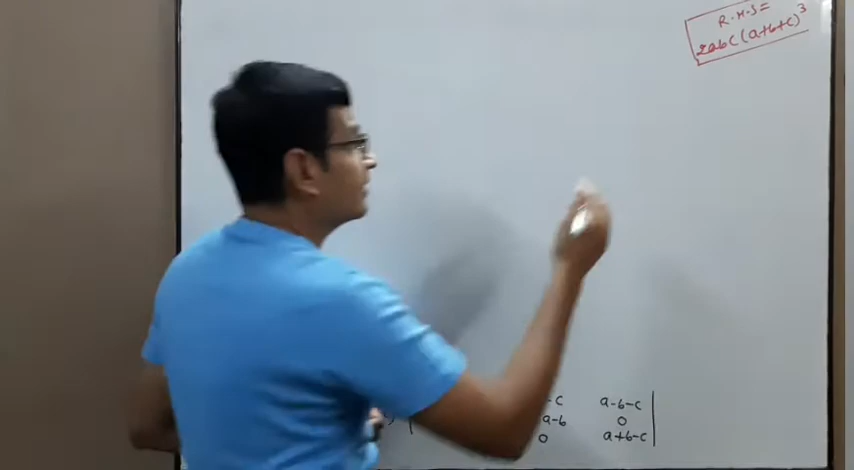 R.H.S =
2abc(a+b+c)³
-c a-b-c
a-b 0
0 a+b-c